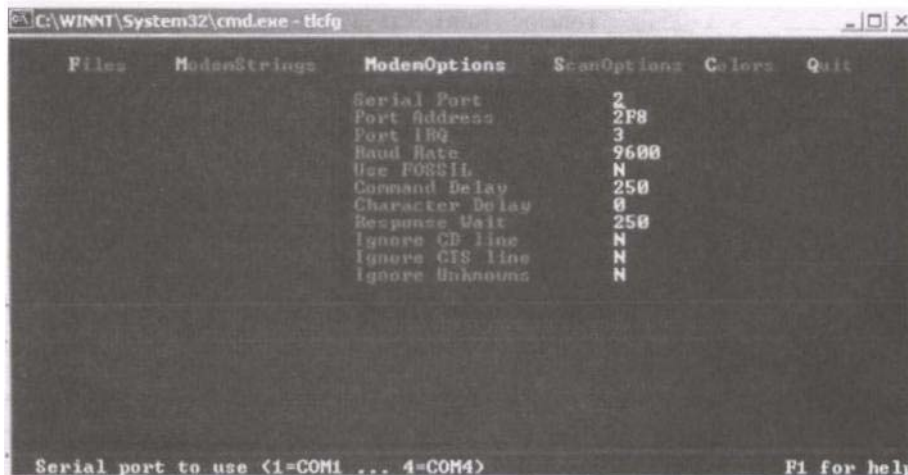 C:\WINNT\System32\cmd.exe - tlcfg
Files ModemStrings ModemOptions ScanOptions Colors Quit
Serial Port 2
Port Address 2F8
Port IRQ 3
Baud Rate 9600
Use FOSSIL N
Command Delay 250
Character Delay 0
Response Wait 250
Ignore CD line N
Ignore CTS line N
Ignore Unknowns N
Serial port to use <1=COM1 ... 4=COM4> F1 for help